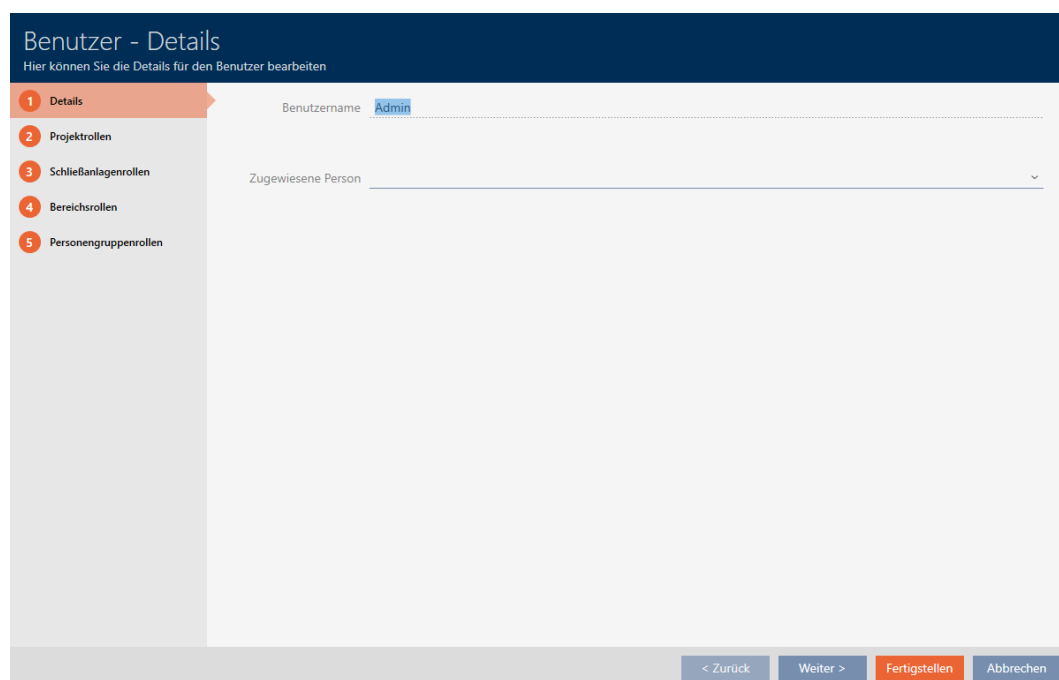 Benutzer - Details
Hier können Sie die Details für den Benutzer bearbeiten
1 Details
2 Projektrollen
3 Schließanlagenrollen
4 Bereichsrollen
5 Personengruppenrollen
Benutzername Admin
Zugewiesene Person
< Zurück Weiter > Fertigstellen Abbrechen